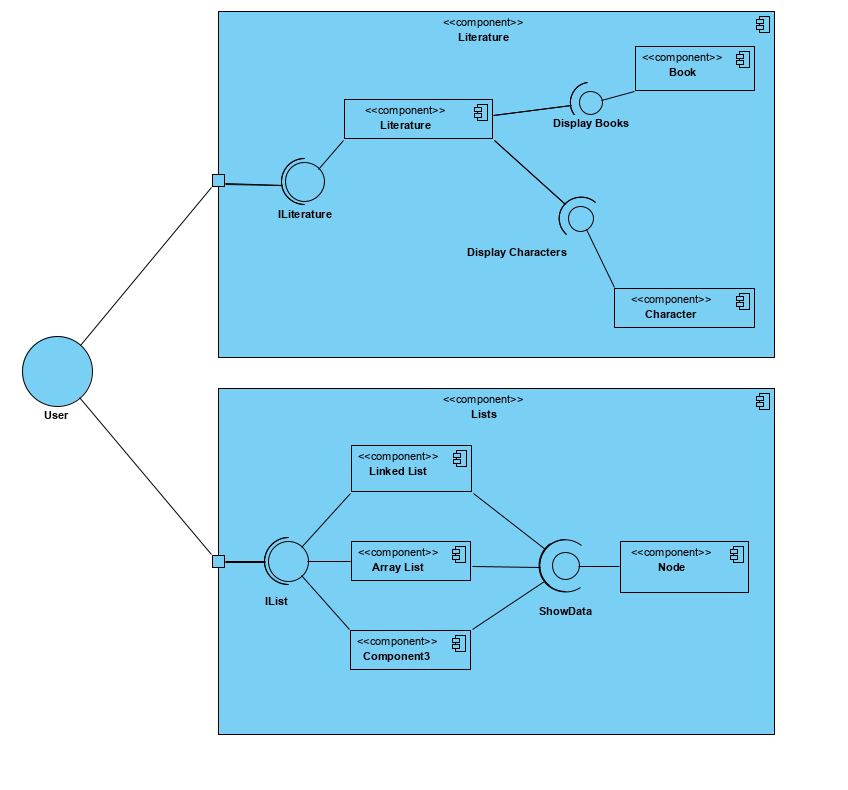 <<component>>
Literature
<<component>>
Book
<<component>>
Literature
Display Books
ILiterature
Display Characters
<<component>>
Character
User
<<component>>
Lists
<<component>>
Linked List
<<component>>
Array List
<<component>>
Node
IList
ShowData
<<component>>
Component3